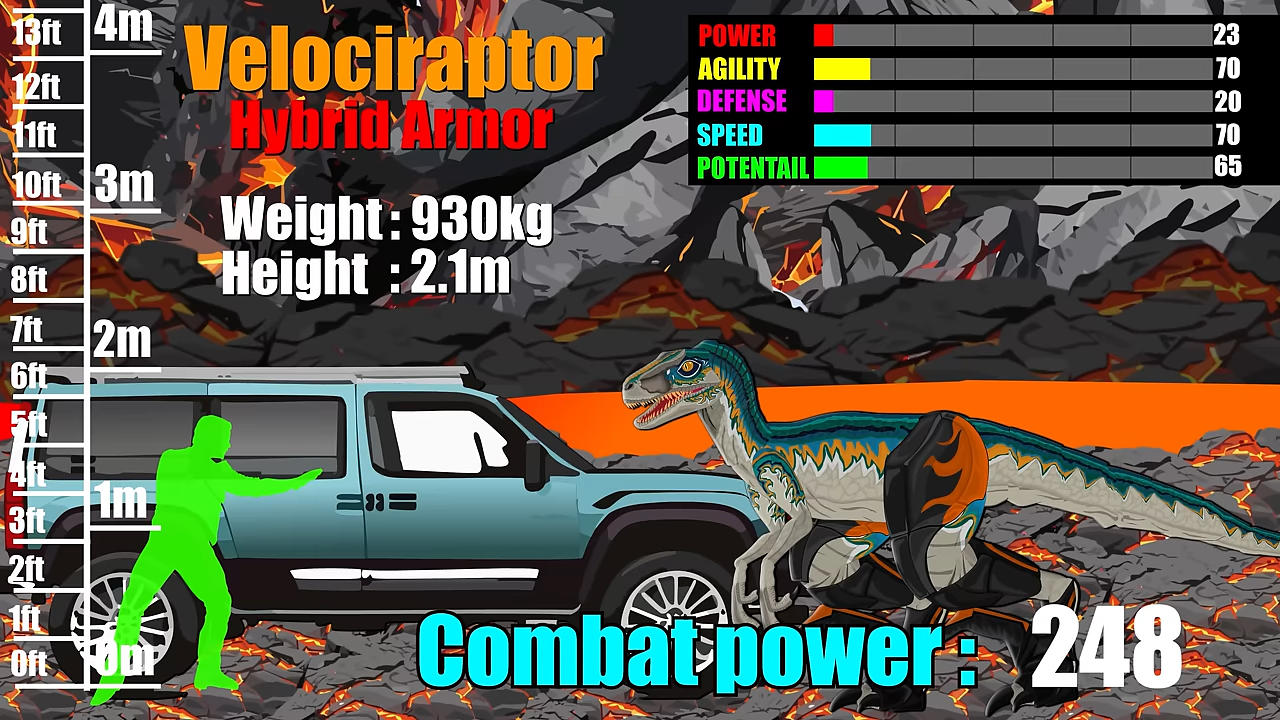 Velociraptor
Hybrid Armor
Weight : 930kg
Height : 2.1m
POWER 23
AGILITY 70
DEFENSE 20
SPEED 70
POTENTAIL 65
13ft
4m
12ft
11ft
10ft
3m
9ft
8ft
7ft
2m
6ft
5ft
4ft
1m
3ft
2ft
1ft
0ft
0m
Combat power : 248